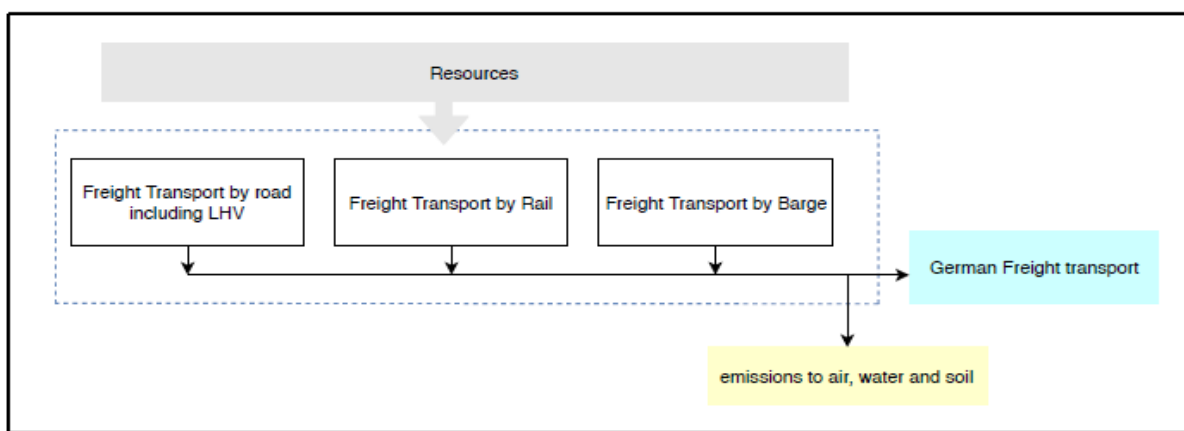 Resources
Freight Transport by road
including LHV
Freight Transport by Rail
Freight Transport by Barge
German Freight transport
emissions to air, water and soil